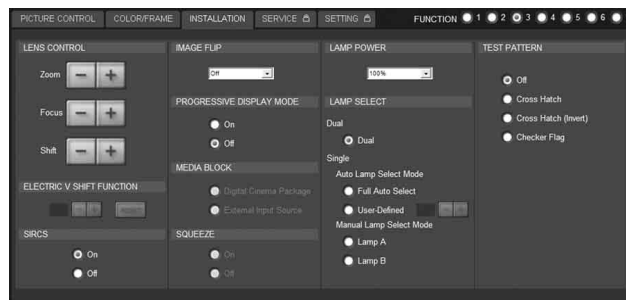 PICTURE CONTROL COLOR/FRAME INSTALLATION SERVICE SETTING FUNCTION 1 2 3 4 5 6
LENS CONTROL
Zoom - +
Focus - +
Shift - +
ELECTRIC V SHIFT FUNCTION
SIRCS
On
Off
IMAGE FLIP
Off
PROGRESSIVE DISPLAY MODE
On
Off
MEDIA BLOCK
Digital Cinema Package
External Input Source
SQUEEZE
On
Off
LAMP POWER
100%
LAMP SELECT
Dual
Dual
Single
Auto Lamp Select Mode
Full Auto Select
User-Defined
Manual Lamp Select Mode
Lamp A
Lamp B
TEST PATTERN
Off
Cross Hatch
Cross Hatch (Invert)
Checker Flag